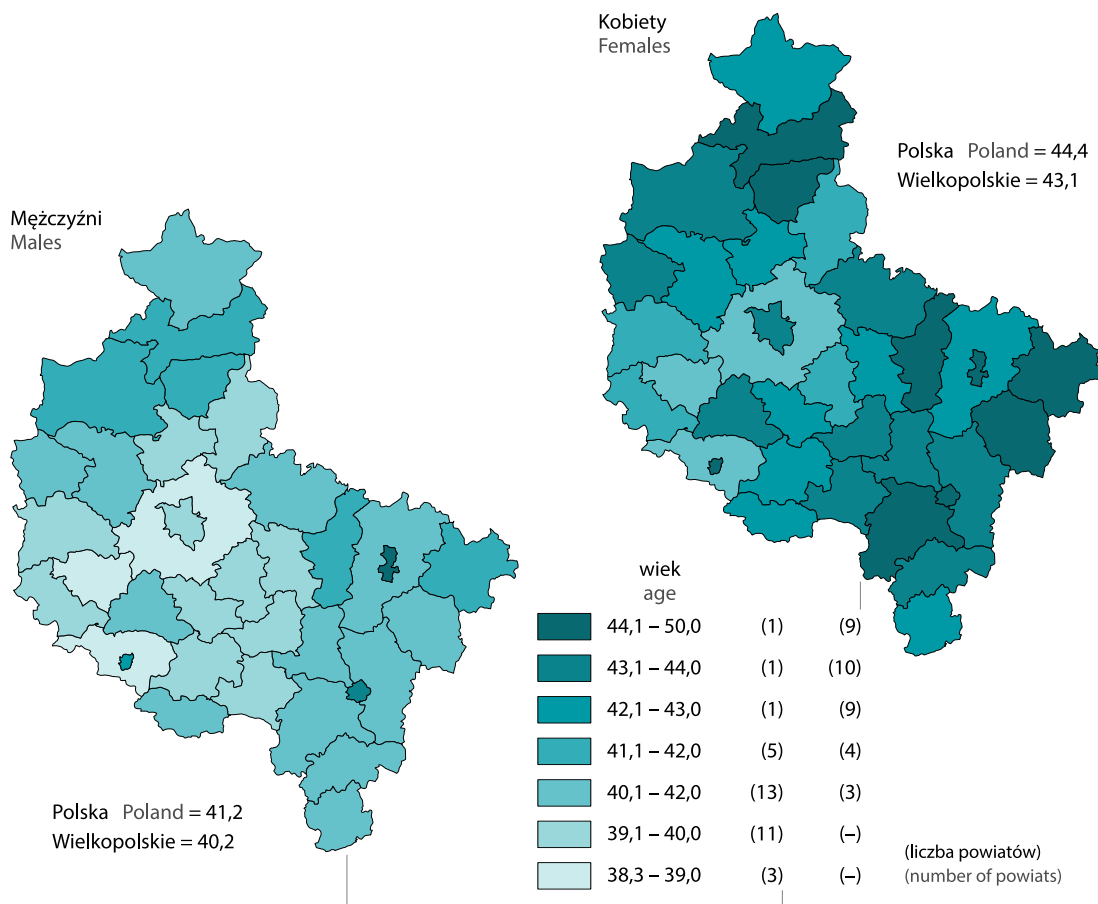 Kobiety
Females
Polska Poland = 44,4
Wielkopolskie = 43,1
Mężczyźni
Males
Polska Poland = 41,2
Wielkopolskie = 40,2
wiek
age
44,1 – 50,0 (1) (9)
43,1 – 44,0 (1) (10)
42,1 – 43,0 (1) (9)
41,1 – 42,0 (5) (4)
40,1 – 42,0 (13) (3)
39,1 – 40,0 (11) (–)
38,3 – 39,0 (3) (–)
(liczba powiatów)
(number of powiats)